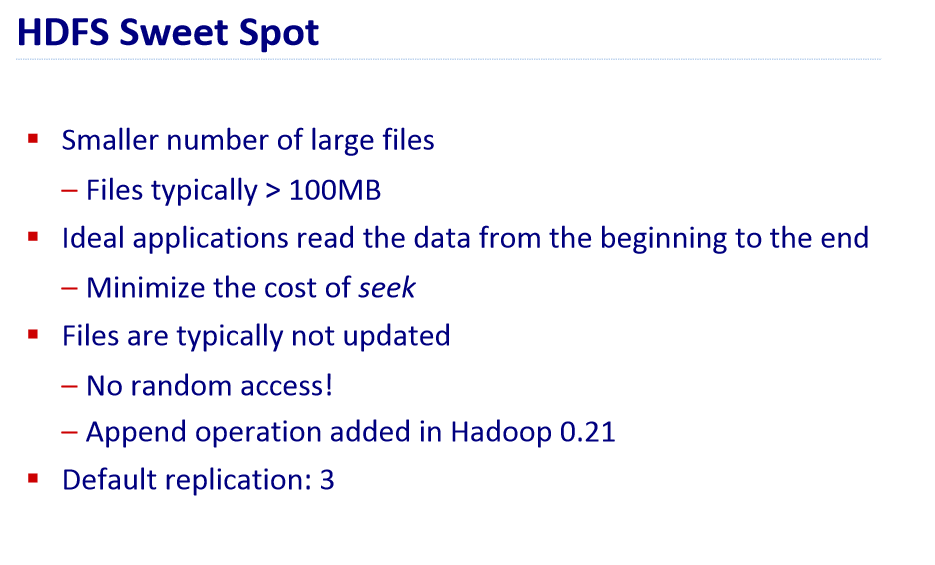 HDFS Sweet Spot
▪ Smaller number of large files
– Files typically > 100MB
▪ Ideal applications read the data from the beginning to the end
– Minimize the cost of seek
▪ Files are typically not updated
– No random access!
– Append operation added in Hadoop 0.21
▪ Default replication: 3